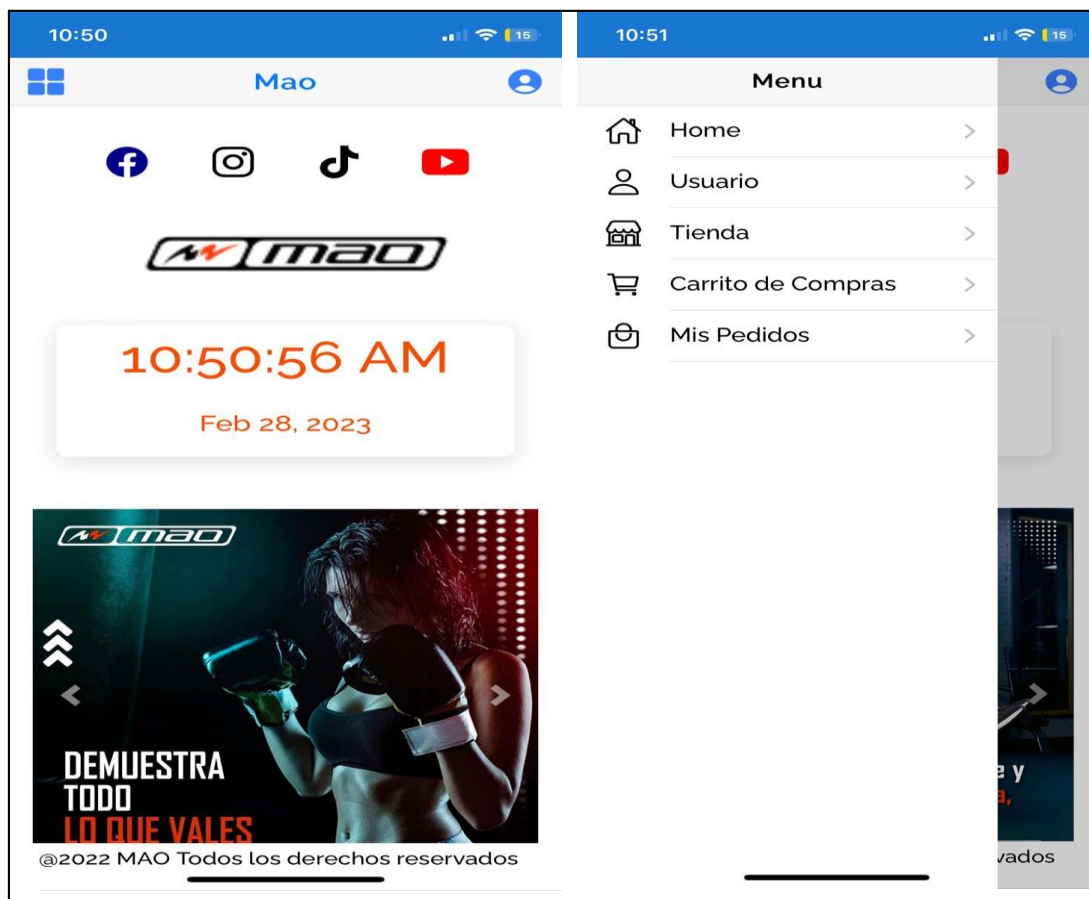 10:50
15
Mao
mao
10:50:56 AM
Feb 28, 2023
mao
DEMUESTRA
TODO
LO QUE VALES
@2022 MAO Todos los derechos reservados
10:51
15
Menu
Home
Usuario
Tienda
Carrito de Compras
Mis Pedidos
e y
a,
vados